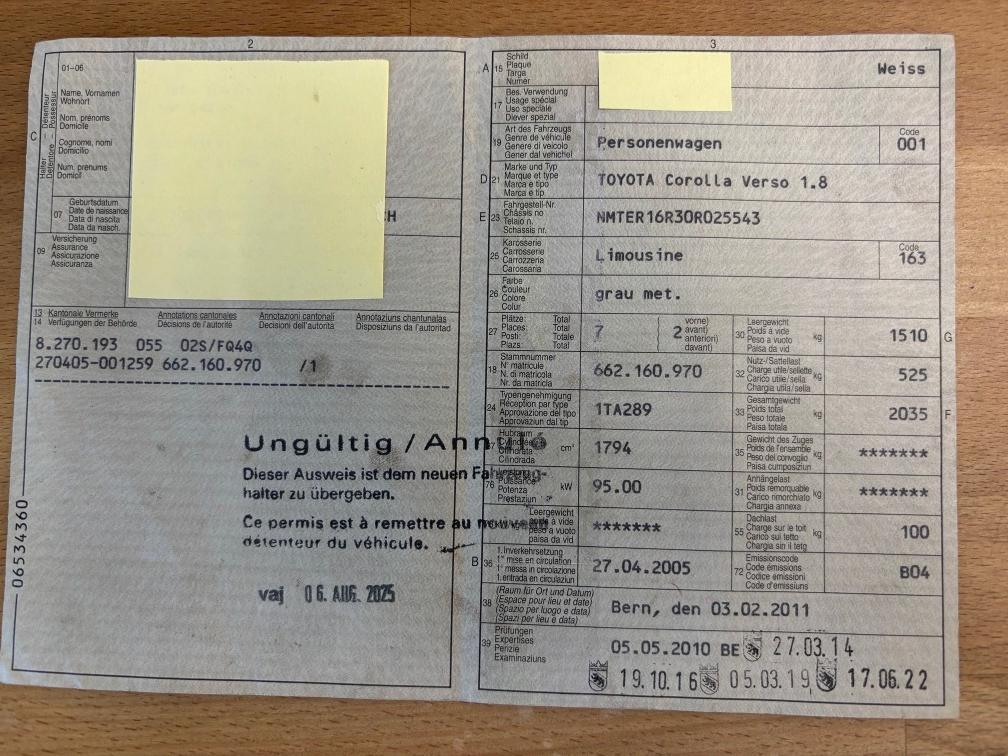 2
01-06
C
Halter – Détenteur
Detentore – Possessur
Name, Vornamen
Wohnort
Nom, prénoms
Domicile
Cognome, nomi
Domicilio
Num, prenums
Domicil
07
Geburtsdatum
Date de naissance
Data di nascita
Data da nasch.
CH
09
Versicherung
Assurance
Assicurazione
Assicuranza
13 Kantonale Vermerke Annotations cantonales Annotazioni cantonali Annotaziuns chantunalas
14 Verfügungen der Behörde Décisions de l'autorité Decisioni dell'autorità Disposiziuns da l'autoritad
8.270.193 055 02S/FQ4Q
270405-001259 662.160.970 /1
Ungültig / Annulé
Dieser Ausweis ist dem neuen Fahrzeug-
halter zu übergeben.
Ce permis est à remettre au nouveau
détenteur du véhicule.
vaj 06. AUG. 2025
06534360
3
A 15 Schild
Plaque
Targa
Numer
Weiss
17 Bes. Verwendung
Usage spécial
Uso speciale
Diever spezial
19 Art des Fahrzeugs
Genre de véhicule
Genere di veicolo
Gener dal vehichel
Personenwagen
Code
001
D 21 Marke und Typ
Marque et type
Marca e tipo
Marca e tip
TOYOTA Corolla Verso 1.8
E 23 Fahrgestell-Nr.
Châssis no
Telaio n.
Schassis nr.
NMTER16R30R025543
25 Karosserie
Carrosserie
Carrozzeria
Carossaria
Limousine
Code
163
26 Farbe
Couleur
Colore
Colur
grau met.
27 Plätze: Total
Places: Total
Posti: Totale
Plazs: Total
7
2
vorne)
avant)
anteriori)
davant)
30 Leergewicht
Poids à vide
Peso a vuoto
Paisa da vid
kg
1510
G
18 Stammnummer
N° matricule
N. di matricola
Nr. da matricla
662.160.970
32 Nutz-/Sattellast
Charge utile/sellette
Carico utile/sella
Chargia utila/sella
kg
525
24 Typengenehmigung
Réception par type
Approvazione del tipo
Approvaziun dal tip
1TA289
33 Gesamtgewicht
Poids total
Peso totale
Paisa totala
kg
2035
F
37 Hubraum
Cylindrée
Cilindrata
Cilindrada
cm³
1794
35 Gewicht des Zuges
Poids de l'ensemble
Peso del convoglio
Paisa cumposiziun
kg
*******
76 Leistung
Puissance
Potenza
Prestaziun
kW
95.00
31 Anhängelast
Poids remorquable
Carico rimorchiato
Chargia annexa
kg
*******
Leergewicht
poids à vide
peso a vuoto
paisa da vid
*******
55 Dachlast
Charge sur le toit
Carico sul tetto
Chargia sin il tetg
kg
100
B 36 1. Inverkehrsetzung
1re mise en circulation
1a messa in circolazione
1. entrada en circulaziun
27.04.2005
72 Emissionscode
Code émissions
Codice emissioni
Code d'emissiuns
B04
38 (Raum für Ort und Datum)
(Espace pour lieu et date)
(Spazio per luogo e data)
(Spazi per lieu e data)
Bern, den 03.02.2011
39 Prüfungen
Expertises
Perizie
Examinaziuns
05.05.2010 BE 27.03.14
19.10.16 05.03.19 17.06.22